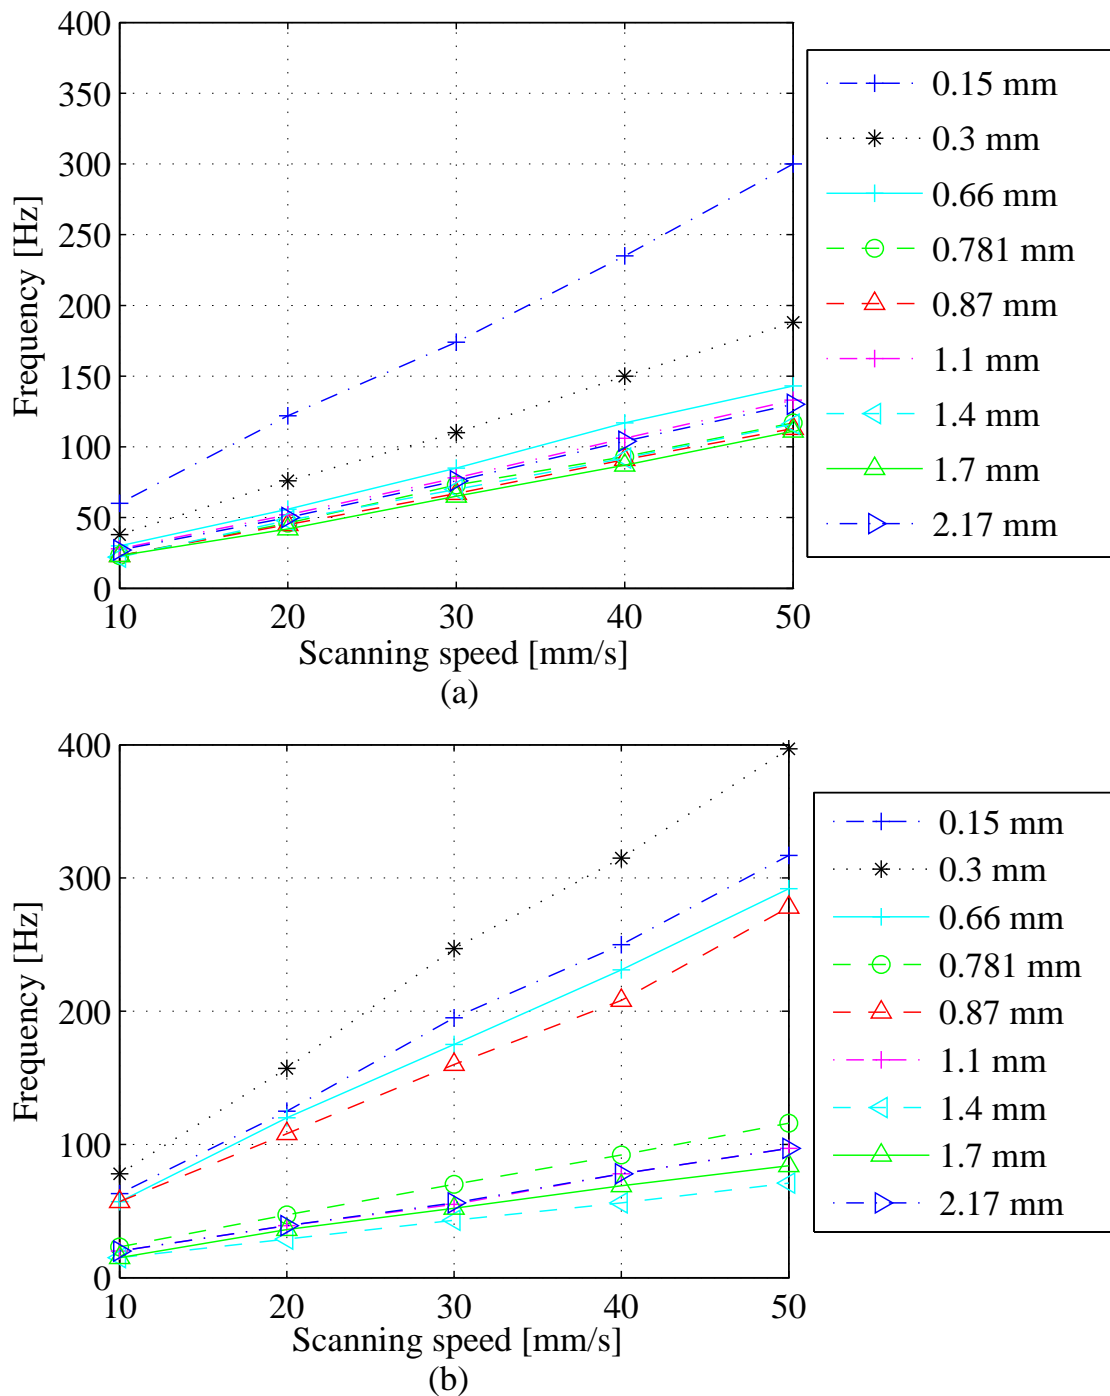 400
350
300
250
200
150
100
50
0
Frequency [Hz]
10 20 30 40 50
Scanning speed [mm/s]
(a)
0.15 mm
0.3 mm
0.66 mm
0.781 mm
0.87 mm
1.1 mm
1.4 mm
1.7 mm
2.17 mm
400
300
200
100
0
Frequency [Hz]
10 20 30 40 50
Scanning speed [mm/s]
(b)
0.15 mm
0.3 mm
0.66 mm
0.781 mm
0.87 mm
1.1 mm
1.4 mm
1.7 mm
2.17 mm